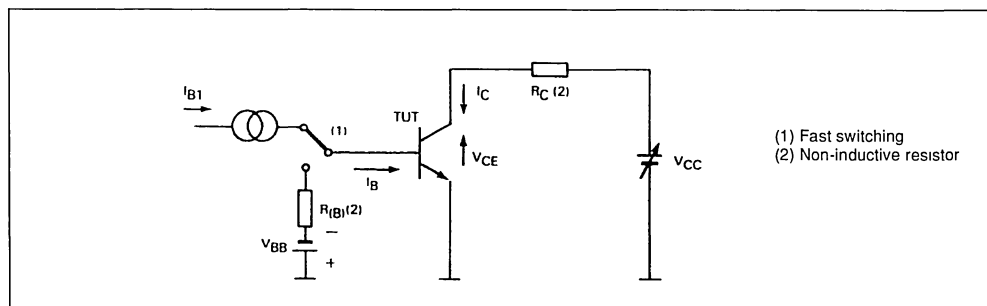 I_B1
(1)
TUT
I_C
R_C (2)
V_CE
V_CC
I_B
R_(B) (2)
−
V_BB
+
(1) Fast switching
(2) Non-inductive resistor